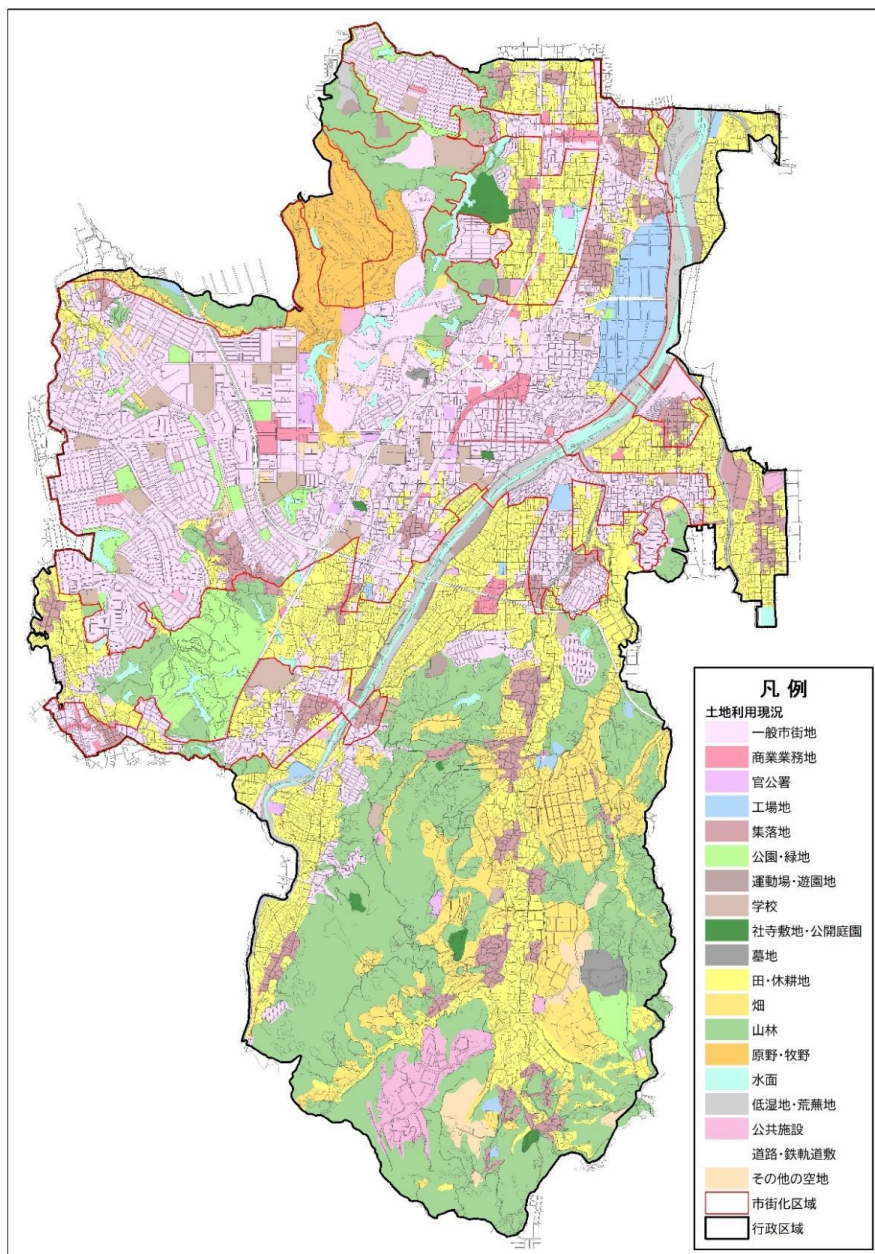 凡例
土地利用現況
一般市街地
商業業務地
官公署
工場地
集落地
公園・緑地
運動場・遊園地
学校
社寺敷地・公開庭園
墓地
田・休耕地
畑
山林
原野・牧野
水面
低湿地・荒蕪地
公共施設
道路・鉄軌道敷
その他の空地
市街化区域
行政区域